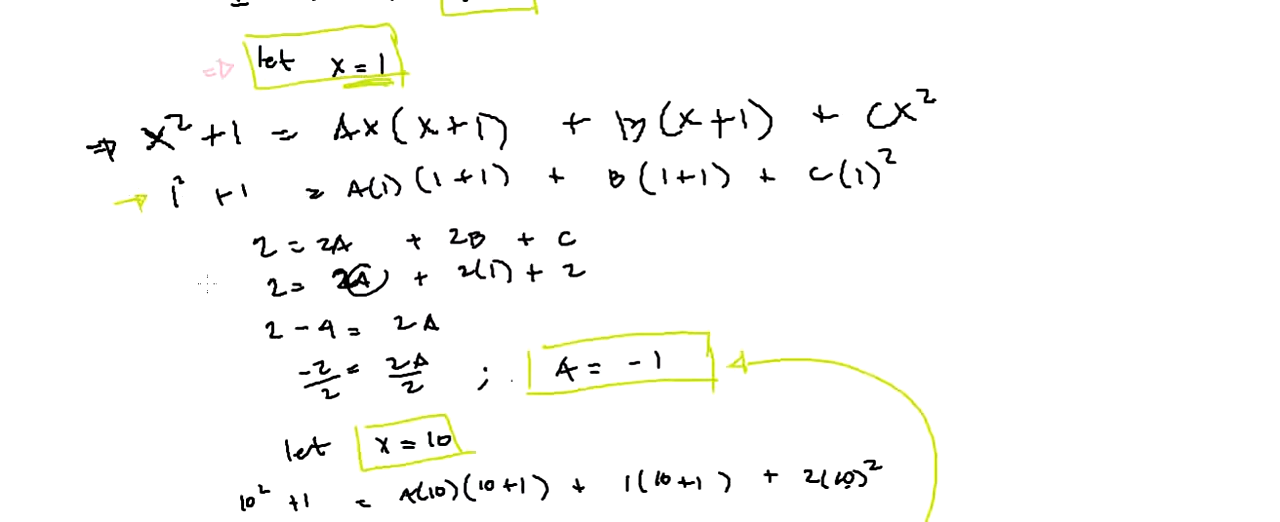 let x = 1
⇒ x² + 1 = Ax(x+1) + B(x+1) + Cx²
→ 1² + 1 = A(1)(1+1) + B(1+1) + C(1)²
2 = 2A + 2B + C
2 = 2A + 2(1) + 2
2 - 4 = 2A
-2/2 = 2A/2 ; A = -1
let x = 10
10² + 1 = A(10)(10+1) + 1(10+1) + 2(10)²